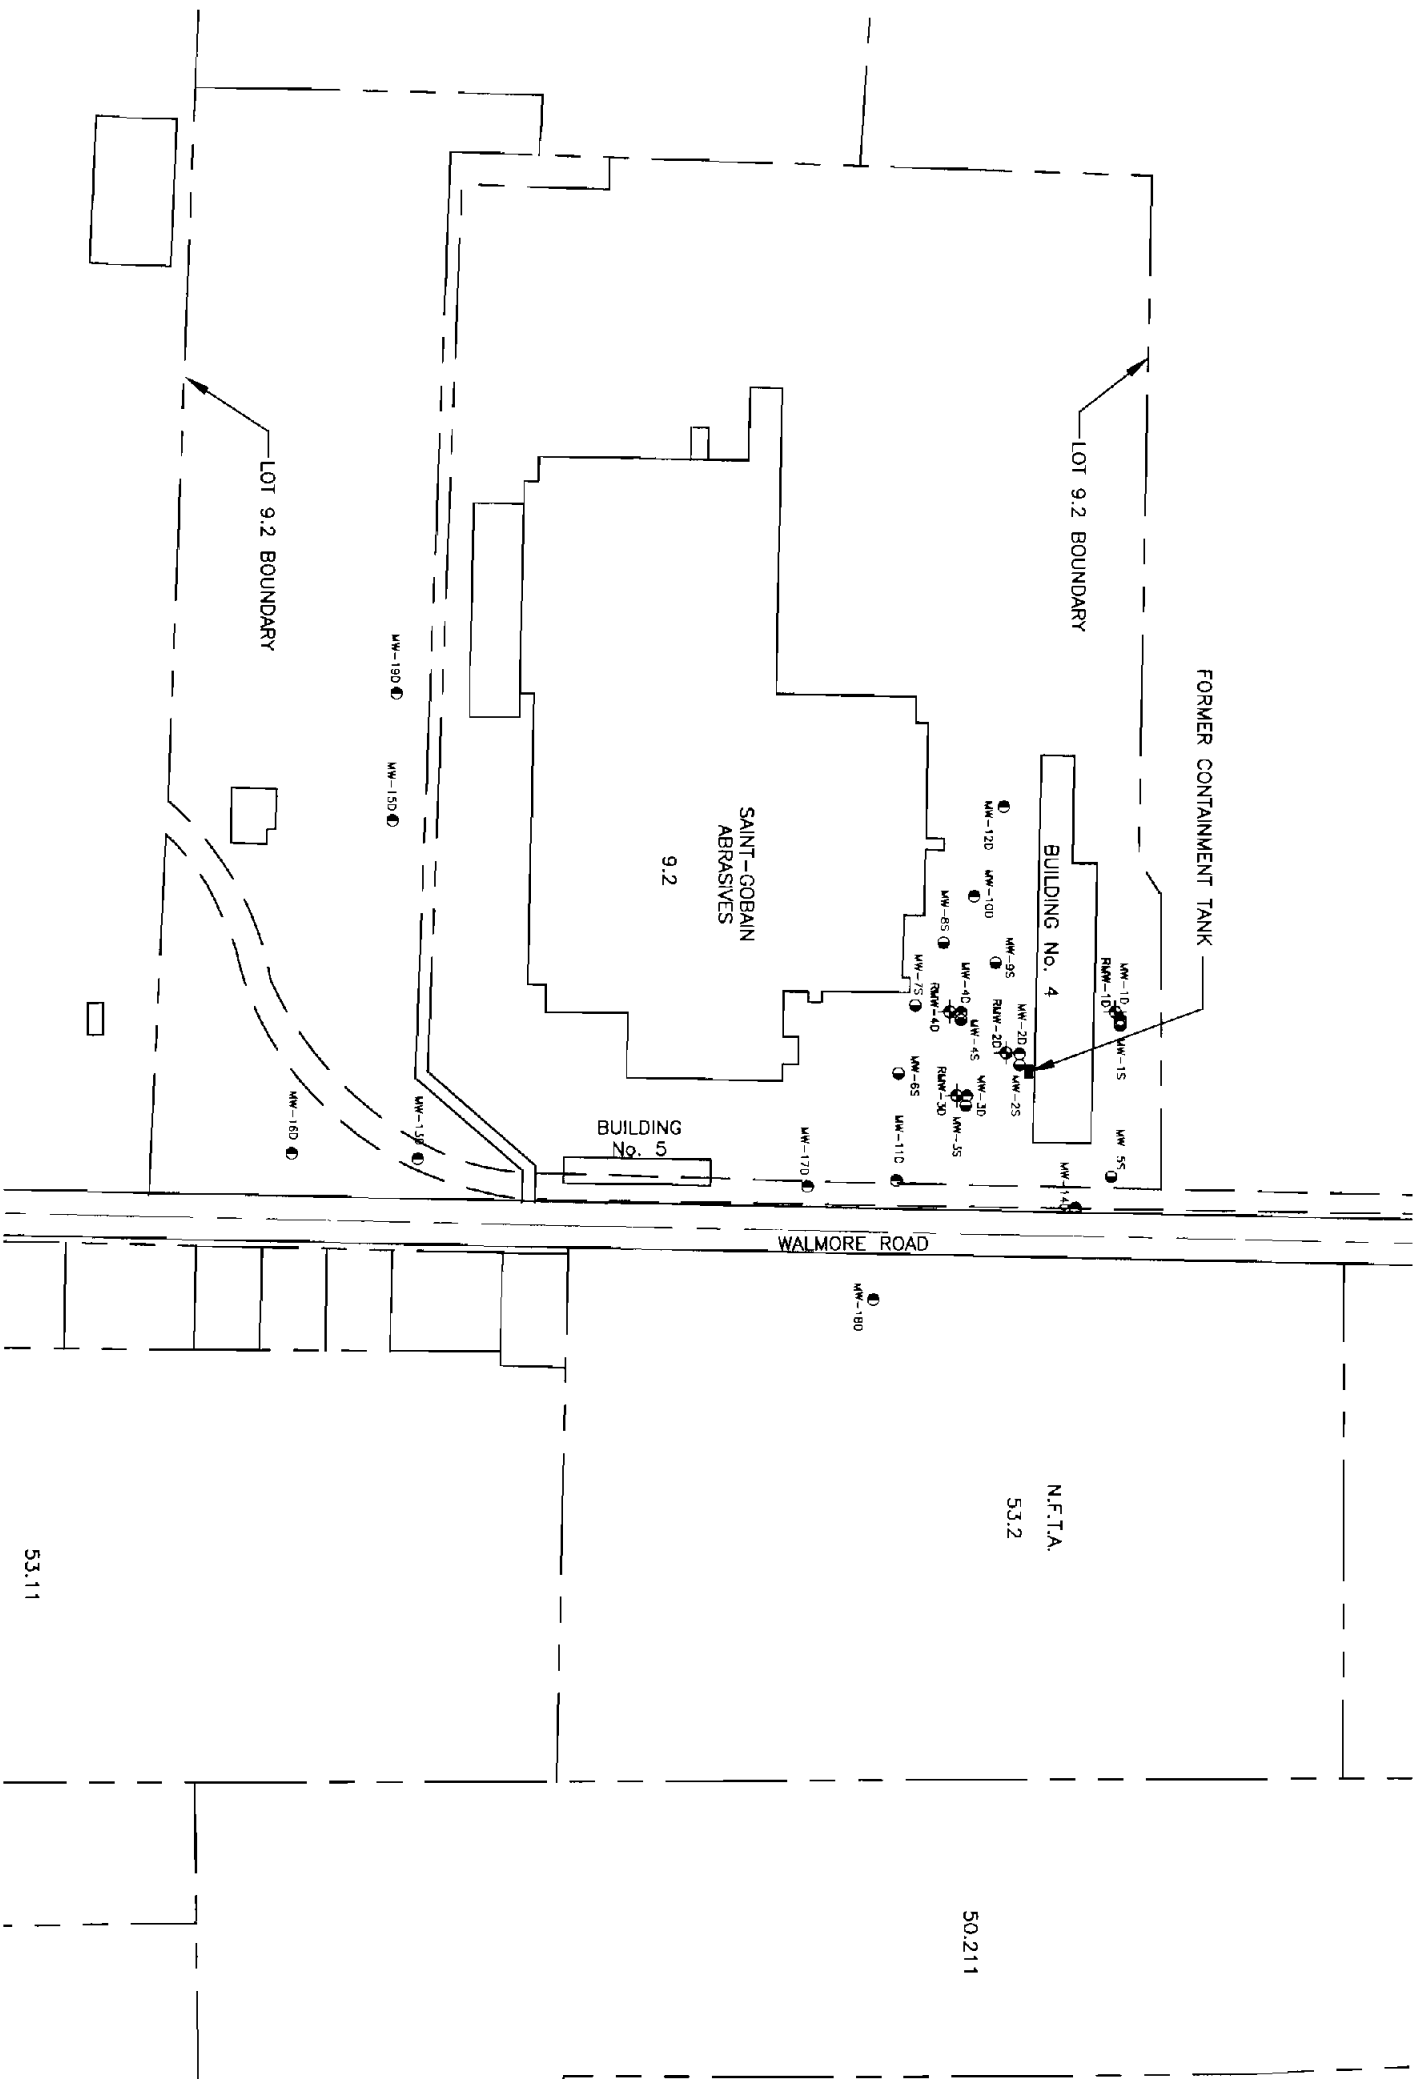 FORMER CONTAINMENT TANK
LOT 9.2 BOUNDARY
LOT 9.2 BOUNDARY
BUILDING No. 4
MW-1D
RMW-1D
MW-1S
MW-5S
MW-14D
MW-12D
MW-10D
MW-9S
MW-8S
MW-2D
RMW-2D
MW-2S
MW-4D
MW-4S
RMW-4D
MW-7S
MW-3D
RMW-3D
MW-3S
MW-6S
MW-11D
MW-17D
SAINT-GOBAIN
ABRASIVES
9.2
BUILDING
No. 5
MW-19D
MW-15D
MW-13D
MW-16D
WALMORE ROAD
MW-18D
N.F.T.A.
53.2
53.11
50.211